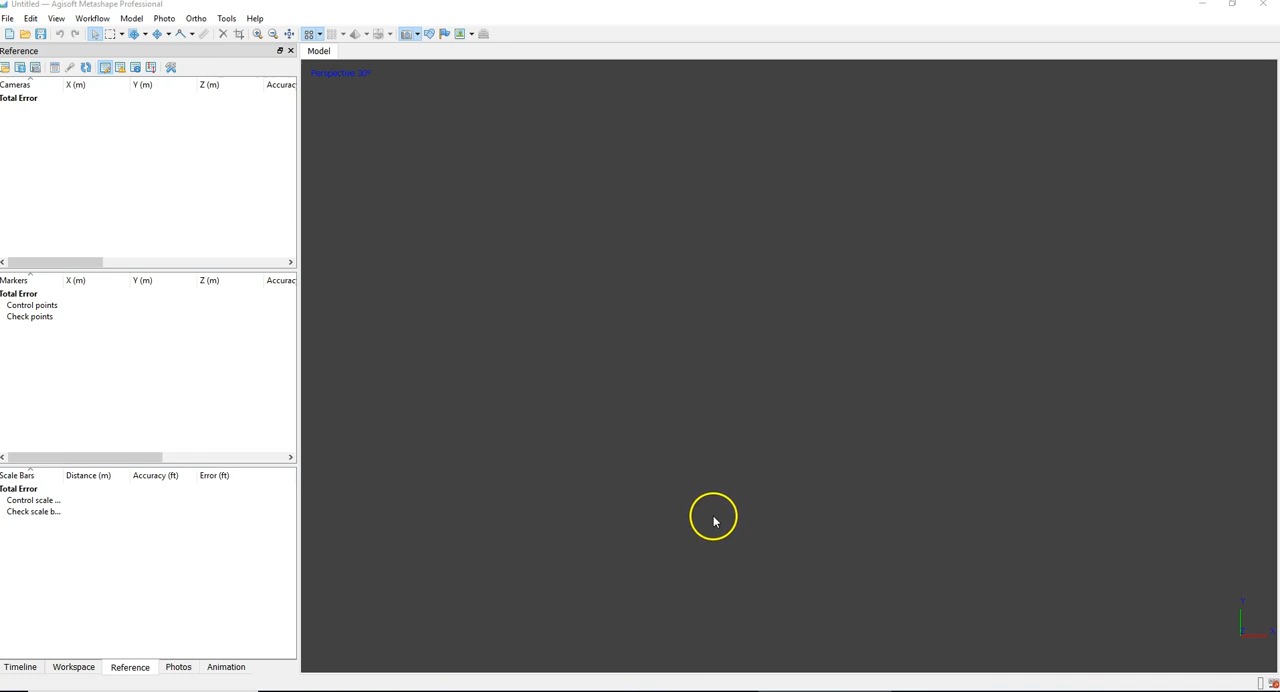 Untitled — Agisoft Metashape Professional
File Edit View Workflow Model Photo Ortho Tools Help
Reference
Model
Perspective 30°
Cameras X (m) Y (m) Z (m) Accurac
Total Error
Markers X (m) Y (m) Z (m) Accurac
Total Error
Control points
Check points
Scale Bars Distance (m) Accuracy (ft) Error (ft)
Total Error
Control scale ...
Check scale b...
Y
X
Timeline Workspace Reference Photos Animation